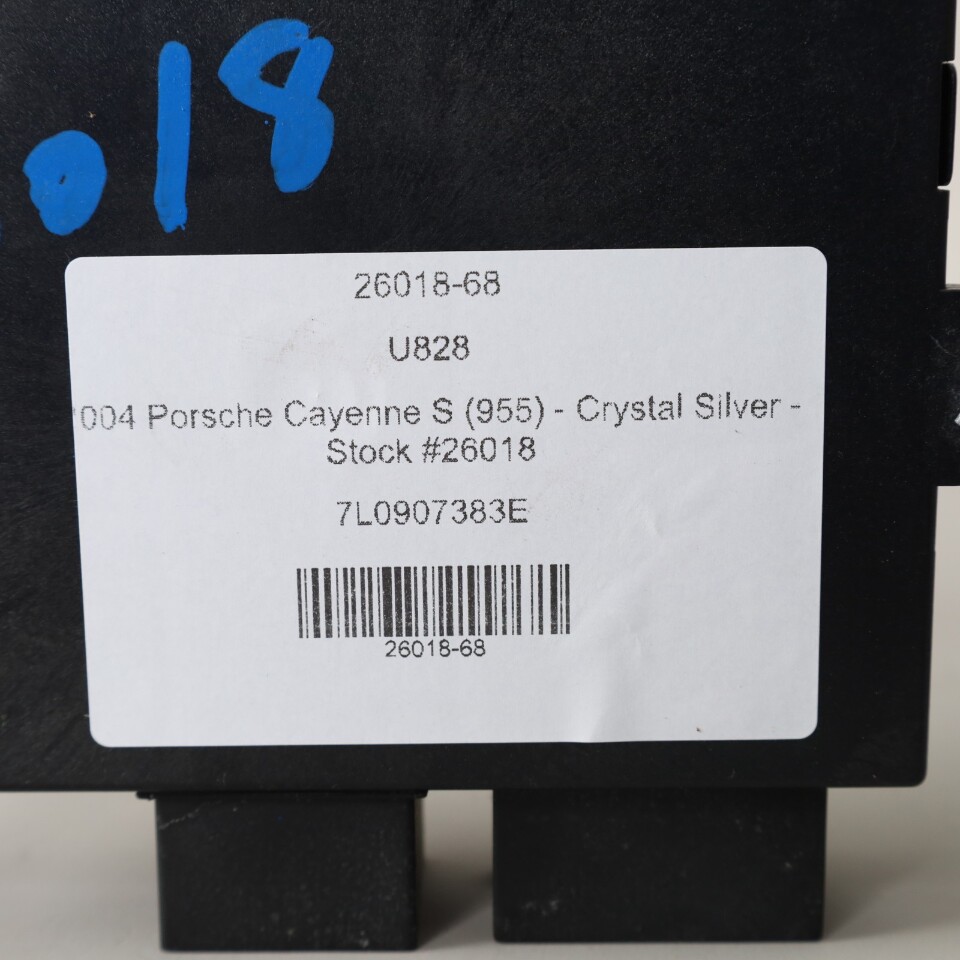 018
26018-68
U828
004 Porsche Cayenne S (955) - Crystal Silver -
Stock #26018
7L0907383E
26018-68